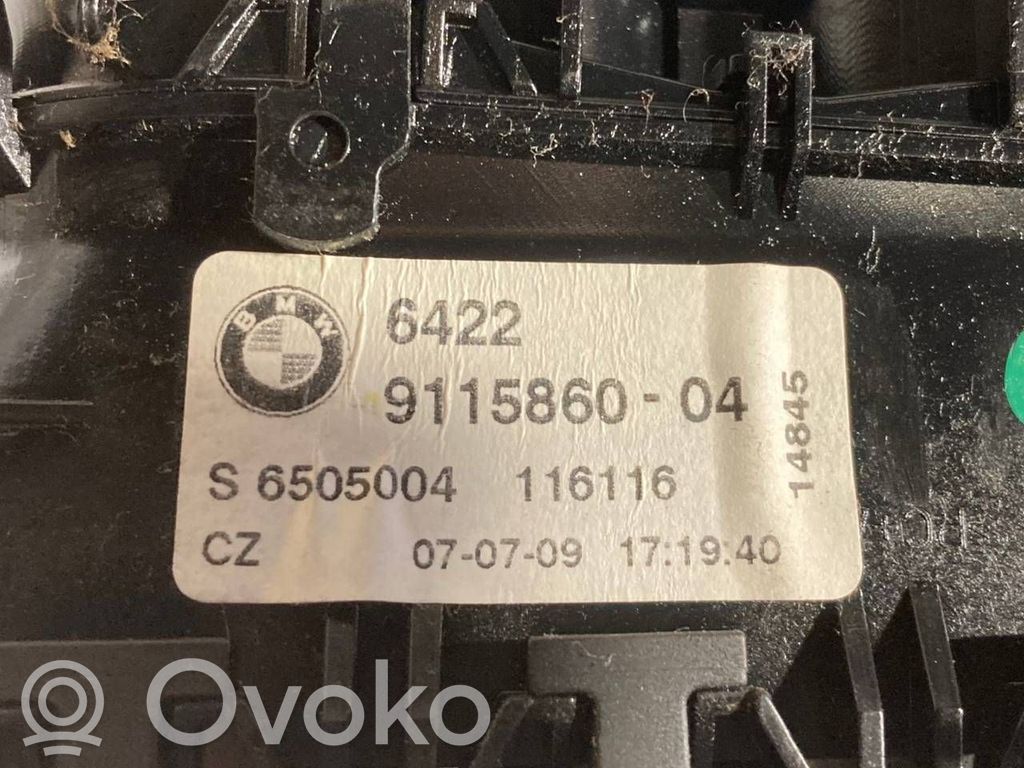 BMW
6422
9115860 - 04
S 6505004 116116
CZ 07-07-09 17:19:40
14845
Ovoko